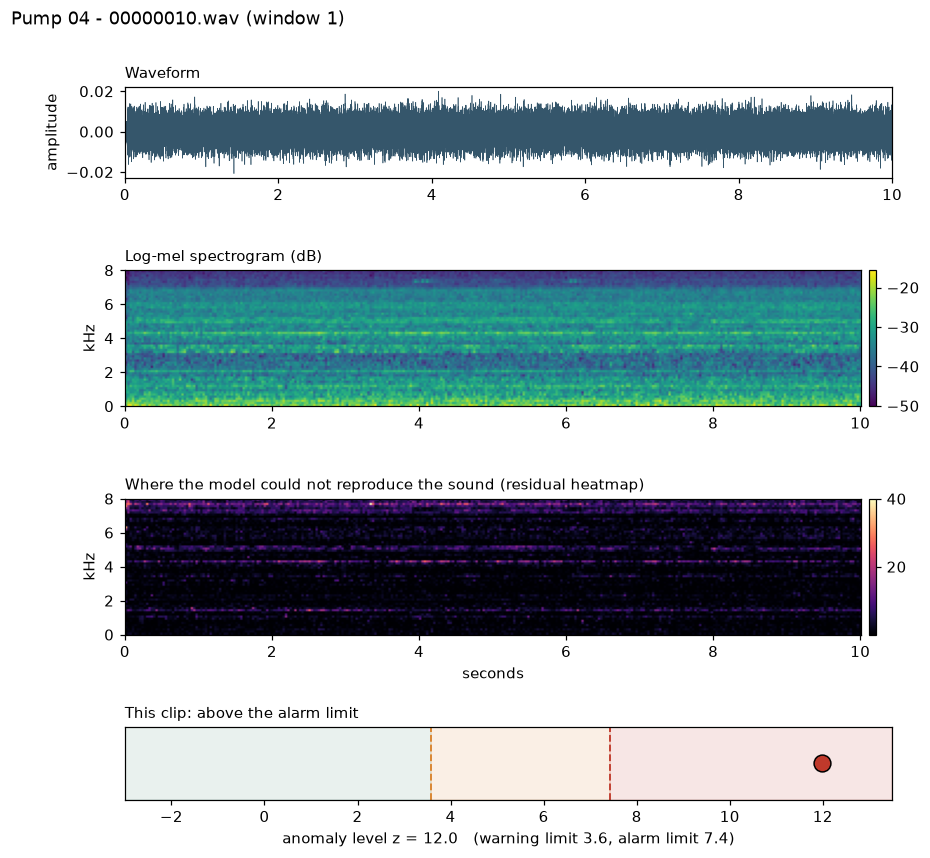 Pump 04 - 00000010.wav (window 1)
Waveform
amplitude
0.02
0.00
−0.02
0 2 4 6 8 10
Log-mel spectrogram (dB)
kHz
8
6
4
2
0
0 2 4 6 8 10
−20
−30
−40
−50
Where the model could not reproduce the sound (residual heatmap)
kHz
8
6
4
2
0
0 2 4 6 8 10
seconds
40
20
This clip: above the alarm limit
−2 0 2 4 6 8 10 12
anomaly level z = 12.0 (warning limit 3.6, alarm limit 7.4)